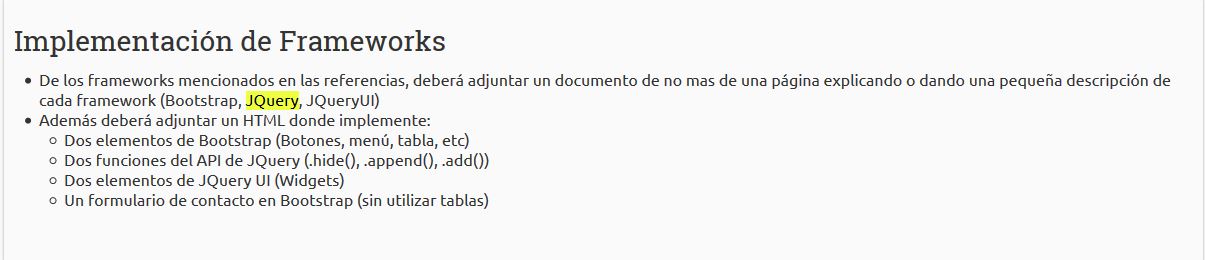 Implementación de Frameworks
De los frameworks mencionados en las referencias, deberá adjuntar un documento de no mas de una página explicando o dando una pequeña descripción de
cada framework (Bootstrap, JQuery, JQueryUI)
Además deberá adjuntar un HTML donde implemente:
Dos elementos de Bootstrap (Botones, menú, tabla, etc)
Dos funciones del API de JQuery (.hide(), .append(), .add())
Dos elementos de JQuery UI (Widgets)
Un formulario de contacto en Bootstrap (sin utilizar tablas)